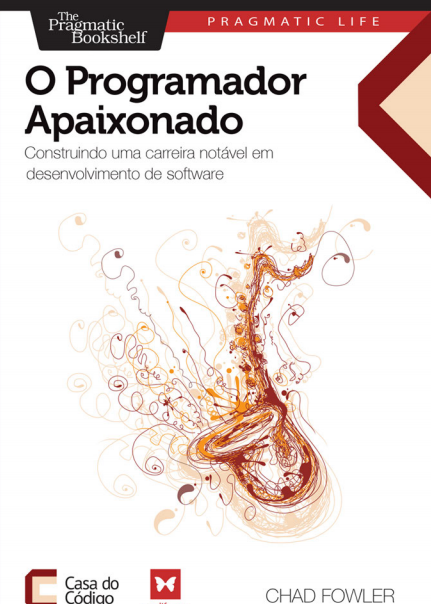 The
Pragmatic
Bookshelf
PRAGMATIC LIFE
O Programador
Apaixonado
Construindo uma carreira notável em
desenvolvimento de software
Casa do
Código
CHAD FOWLER